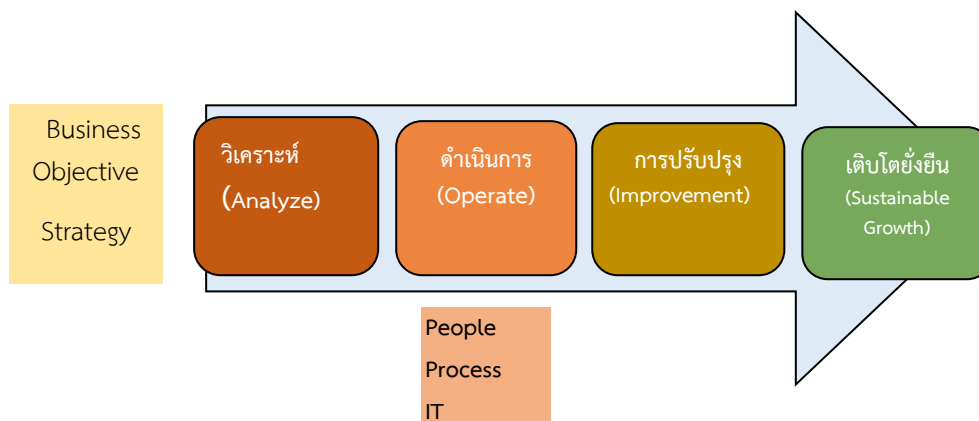 Business
Objective
Strategy
วิเคราะห์
(Analyze)
ดำเนินการ
(Operate)
การปรับปรุง
(Improvement)
เติบโตยั่งยืน
(Sustainable
Growth)
People
Process
IT